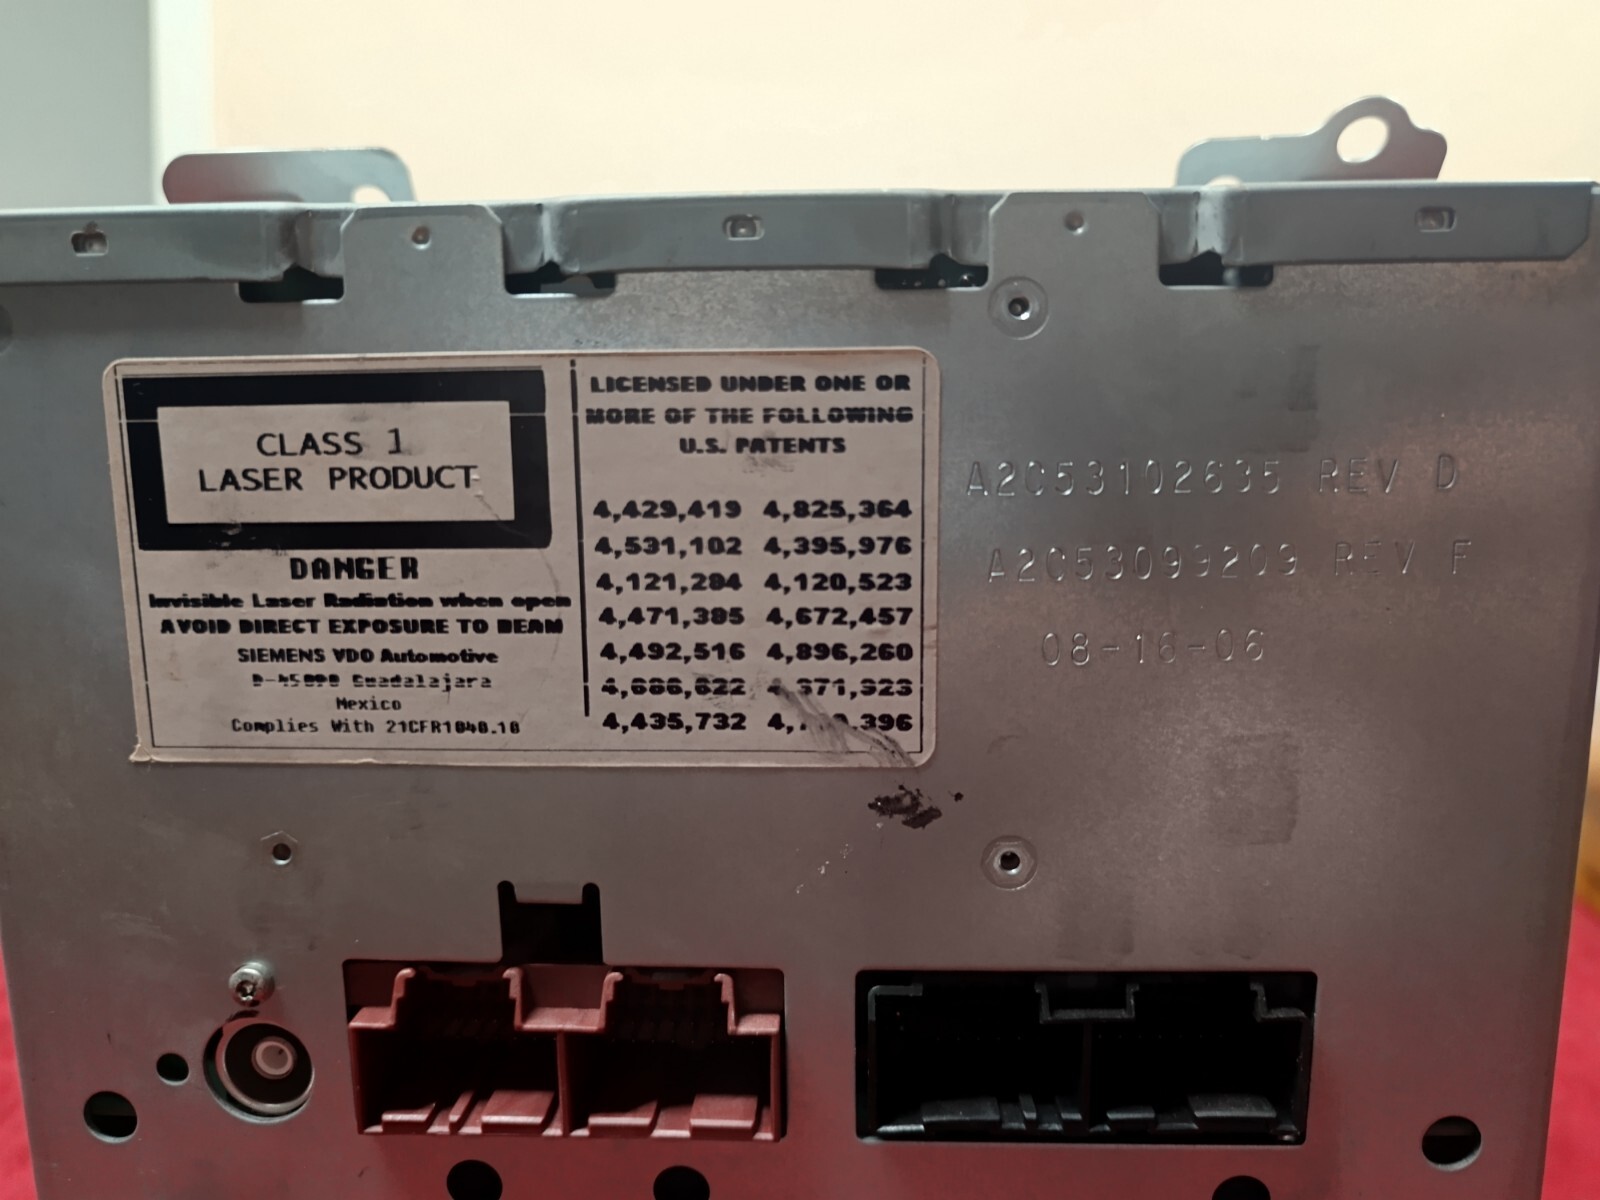 CLASS 1
LASER PRODUCT
DANGER
Invisible Laser Radiation when open
AVOID DIRECT EXPOSURE TO BEAM
SIEMENS VDO Automotive
Guadalajara
Mexico
Complies With 21CFR1040.10
LICENSED UNDER ONE OR
MORE OF THE FOLLOWING
U.S. PATENTS
4,429,419 4,825,364
4,531,102 4,395,976
4,121,284 4,120,523
4,471,385 4,672,457
4,492,516 4,896,260
4,686,622
4,435,732
A2C53102635 REV D
A2C53099209 REV F
08-16-06